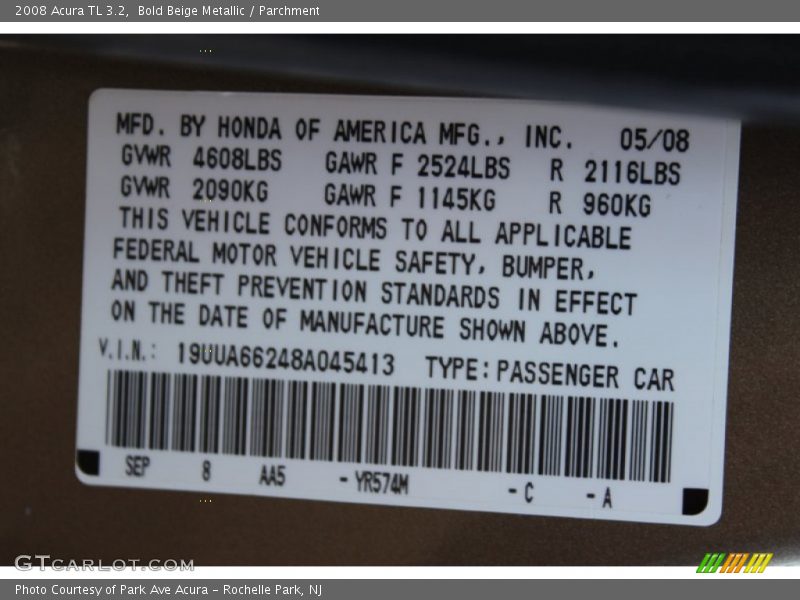 2008 Acura TL 3.2, Bold Beige Metallic / Parchment
MFD. BY HONDA OF AMERICA MFG., INC. 05/08
GVWR 4608LBS GAWR F 2524LBS R 2116LBS
GVWR 2090KG GAWR F 1145KG R 960KG
THIS VEHICLE CONFORMS TO ALL APPLICABLE
FEDERAL MOTOR VEHICLE SAFETY, BUMPER,
AND THEFT PREVENTION STANDARDS IN EFFECT
ON THE DATE OF MANUFACTURE SHOWN ABOVE.
V.I.N.: 19UUA66248A045413 TYPE: PASSENGER CAR
SEP 8 AA5 -YR574M -C -A
GTcarlot.com
Photo Courtesy of Park Ave Acura - Rochelle Park, NJ